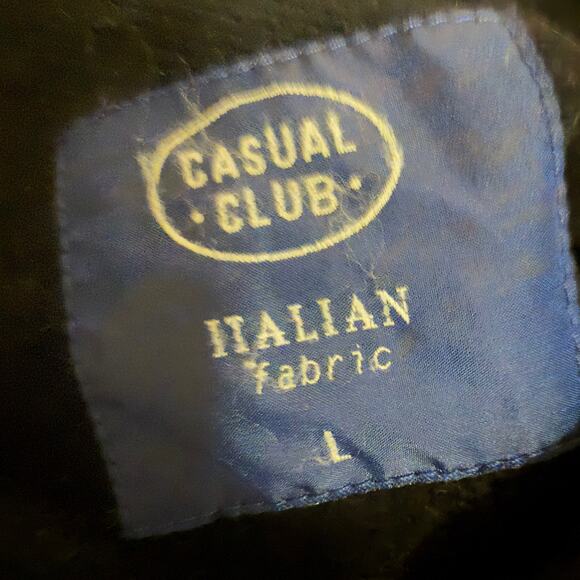 CASUAL
· CLUB ·
ITALIAN
fabric
L